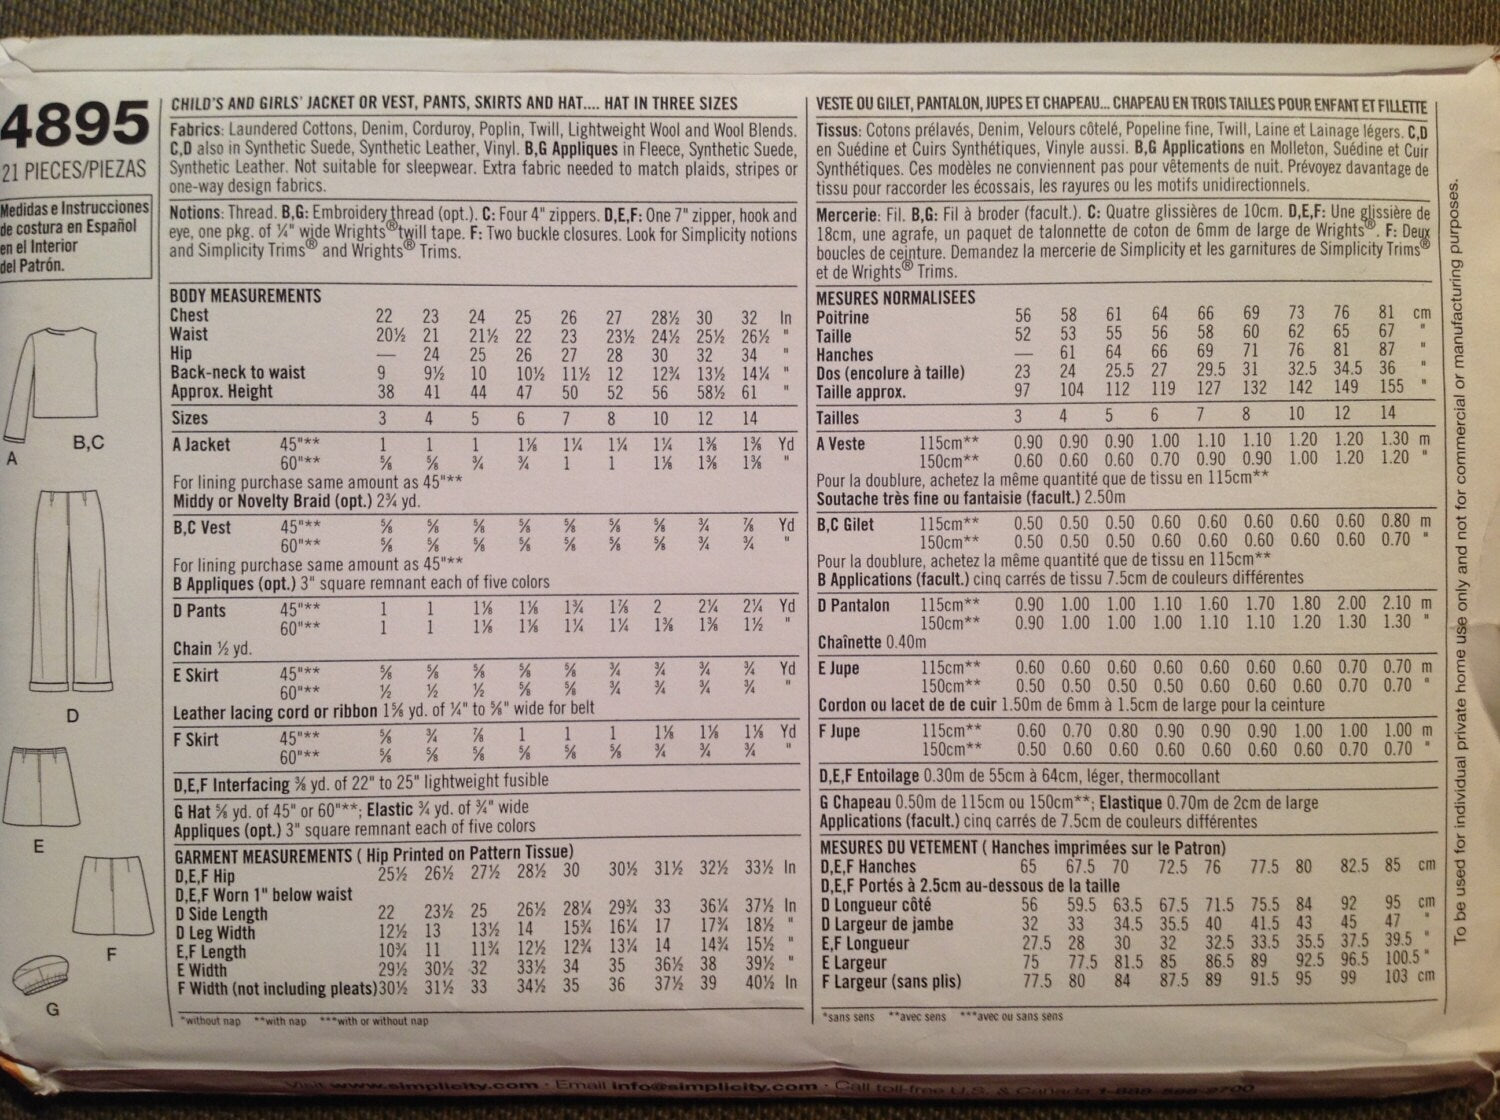 4895
21 PIECES/PIEZAS
Medidas e Instrucciones
de costura en Español
en el Interior
del Patrón.
A
B,C
D
E
F
G
CHILD'S AND GIRLS' JACKET OR VEST, PANTS, SKIRTS AND HAT.... HAT IN THREE SIZES
Fabrics: Laundered Cottons, Denim, Corduroy, Poplin, Twill, Lightweight Wool and Wool Blends.
C,D also in Synthetic Suede, Synthetic Leather, Vinyl. B,G Appliques in Fleece, Synthetic Suede,
Synthetic Leather. Not suitable for sleepwear. Extra fabric needed to match plaids, stripes or
one-way design fabrics.
Notions: Thread. B,G: Embroidery thread (opt.). C: Four 4" zippers. D,E,F: One 7" zipper, hook and
eye, one pkg. of ¼" wide Wrights® twill tape. F: Two buckle closures. Look for Simplicity notions
and Simplicity Trims® and Wrights® Trims.
BODY MEASUREMENTS
Chest 22 23 24 25 26 27 28½ 30 32 In
Waist 20½ 21 21½ 22 23 23½ 24½ 25½ 26½ "
Hip — 24 25 26 27 28 30 32 34 "
Back-neck to waist 9 9½ 10 10½ 11½ 12 12¾ 13½ 14¼ "
Approx. Height 38 41 44 47 50 52 56 58½ 61 "
Sizes 3 4 5 6 7 8 10 12 14
A Jacket 45"** 1 1 1 1⅛ 1¼ 1¼ 1¼ 1⅜ 1⅜ Yd
60"** ⅝ ⅝ ¾ ¾ 1 1 1⅛ 1⅜ 1⅜ "
For lining purchase same amount as 45"**
Middy or Novelty Braid (opt.) 2¾ yd.
B,C Vest 45"** ⅝ ⅝ ⅝ ⅝ ⅝ ⅝ ⅝ ¾ ⅞ Yd
60"** ⅝ ⅝ ⅝ ⅝ ⅝ ⅝ ⅝ ¾ ¾ "
For lining purchase same amount as 45"**
B Appliques (opt.) 3" square remnant each of five colors
D Pants 45"** 1 1 1⅛ 1⅛ 1¾ 1⅞ 2 2¼ 2¼ Yd
60"** 1 1 1⅛ 1⅛ 1¼ 1¼ 1⅜ 1⅜ 1½ "
Chain ½ yd.
E Skirt 45"** ⅝ ⅝ ⅝ ⅝ ⅝ ¾ ¾ ¾ ¾ Yd
60"** ½ ½ ½ ⅝ ⅝ ¾ ¾ ¾ ¾ "
Leather lacing cord or ribbon 1⅝ yd. of ¼" to ⅝" wide for belt
F Skirt 45"** ⅝ ¾ ⅞ 1 1 1 1⅛ 1⅛ 1⅛ Yd
60"** ⅝ ⅝ ⅝ ⅝ ⅝ ⅝ ¾ ¾ ¾ "
D,E,F Interfacing ⅜ yd. of 22" to 25" lightweight fusible
G Hat ⅝ yd. of 45" or 60"**; Elastic ¾ yd. of ¾" wide
Appliques (opt.) 3" square remnant each of five colors
GARMENT MEASUREMENTS ( Hip Printed on Pattern Tissue)
D,E,F Hip 25½ 26½ 27½ 28½ 30 30½ 31½ 32½ 33½ In
D,E,F Worn 1" below waist
D Side Length 22 23½ 25 26½ 28¼ 29¾ 33 36¼ 37½ In
D Leg Width 12½ 13 13½ 14 15¾ 16¼ 17 17¾ 18½ "
E,F Length 10¾ 11 11¾ 12½ 12¾ 13¼ 14 14¾ 15½ "
E Width 29½ 30½ 32 33½ 34 35 36½ 38 39½ "
F Width (not including pleats) 30½ 31½ 33 34½ 35 36 37½ 39 40½ In
*without nap **with nap ***with or without nap
VESTE OU GILET, PANTALON, JUPES ET CHAPEAU... CHAPEAU EN TROIS TAILLES POUR ENFANT ET FILLETTE
Tissus: Cotons prélavés, Denim, Velours côtelé, Popeline fine, Twill, Laine et Lainage légers. C,D
en Suédine et Cuirs Synthétiques, Vinyle aussi. B,G Applications en Molleton, Suédine et Cuir
Synthétiques. Ces modèles ne conviennent pas pour vêtements de nuit. Prévoyez davantage de
tissu pour raccorder les écossais, les rayures ou les motifs unidirectionnels.
Mercerie: Fil. B,G: Fil à broder (facult.). C: Quatre glissières de 10cm. D,E,F: Une glissière de
18cm, une agrafe, un paquet de talonnette de coton de 6mm de large de Wrights®. F: Deux
boucles de ceinture. Demandez la mercerie de Simplicity et les garnitures de Simplicity Trims®
et de Wrights® Trims.
MESURES NORMALISEES
Poitrine 56 58 61 64 66 69 73 76 81 cm
Taille 52 53 55 56 58 60 62 65 67 "
Hanches — 61 64 66 69 71 76 81 87 "
Dos (encolure à taille) 23 24 25.5 27 29.5 31 32.5 34.5 36 "
Taille approx. 97 104 112 119 127 132 142 149 155 "
Tailles 3 4 5 6 7 8 10 12 14
A Veste 115cm** 0.90 0.90 0.90 1.00 1.10 1.10 1.20 1.20 1.30 m
150cm** 0.60 0.60 0.60 0.70 0.90 0.90 1.00 1.20 1.20 "
Pour la doublure, achetez la même quantité que de tissu en 115cm**
Soutache très fine ou fantaisie (facult.) 2.50m
B,C Gilet 115cm** 0.50 0.50 0.50 0.60 0.60 0.60 0.60 0.60 0.80 m
150cm** 0.50 0.50 0.50 0.60 0.60 0.60 0.60 0.60 0.70 "
Pour la doublure, achetez la même quantité que de tissu en 115cm**
B Applications (facult.) cinq carrés de tissu 7.5cm de couleurs différentes
D Pantalon 115cm** 0.90 1.00 1.00 1.10 1.60 1.70 1.80 2.00 2.10 m
150cm** 0.90 1.00 1.00 1.00 1.10 1.10 1.20 1.30 1.30 "
Chaînette 0.40m
E Jupe 115cm** 0.60 0.60 0.60 0.60 0.60 0.60 0.60 0.70 0.70 m
150cm** 0.50 0.50 0.50 0.50 0.60 0.60 0.60 0.70 0.70 "
Cordon ou lacet de de cuir 1.50m de 6mm à 1.5cm de large pour la ceinture
F Jupe 115cm** 0.60 0.70 0.80 0.90 0.90 0.90 1.00 1.00 1.00 m
150cm** 0.50 0.60 0.60 0.60 0.60 0.60 0.60 0.70 0.70 "
D,E,F Entoilage 0.30m de 55cm à 64cm, léger, thermocollant
G Chapeau 0.50m de 115cm ou 150cm**; Elastique 0.70m de 2cm de large
Applications (facult.) cinq carrés de 7.5cm de couleurs différentes
MESURES DU VETEMENT ( Hanches imprimées sur le Patron)
D,E,F Hanches 65 67.5 70 72.5 76 77.5 80 82.5 85 cm
D,E,F Portés à 2.5cm au-dessous de la taille
D Longueur côté 56 59.5 63.5 67.5 71.5 75.5 84 92 95 cm
D Largeur de jambe 32 33 34.5 35.5 40 41.5 43 45 47 "
E,F Longueur 27.5 28 30 32 32.5 33.5 35.5 37.5 39.5 "
E Largeur 75 77.5 81.5 85 86.5 89 92.5 96.5 100.5 "
F Largeur (sans plis) 77.5 80 84 87.5 89 91.5 95 99 103 cm
*sans sens **avec sens ***avec ou sans sens
To be used for individual private home use only and not for commercial or manufacturing purposes.
Visit www.simplicity.com · Email info@simplicity.com · Call toll-free U.S. & Canada 1-888-588-2700